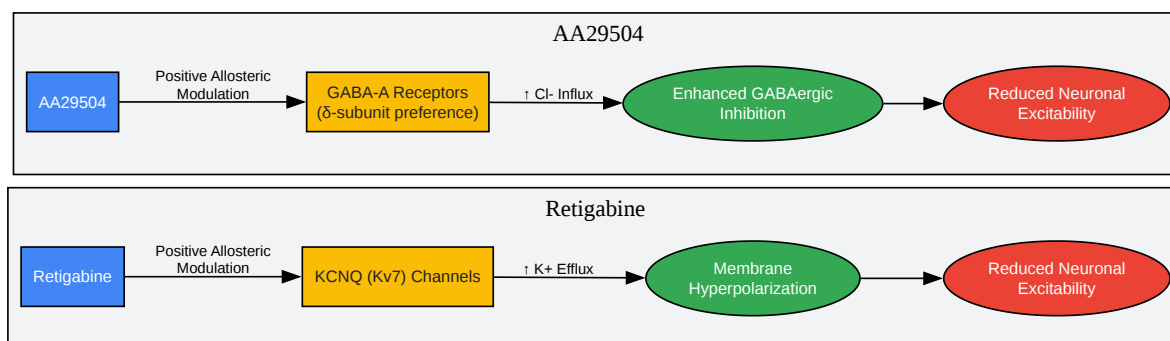 AA29504
AA29504
Positive Allosteric
Modulation
GABA-A Receptors
(δ-subunit preference)
↑ Cl- Influx
Enhanced GABAergic
Inhibition
Reduced Neuronal
Excitability
Retigabine
Retigabine
Positive Allosteric
Modulation
KCNQ (Kv7) Channels
↑ K+ Efflux
Membrane
Hyperpolarization
Reduced Neuronal
Excitability